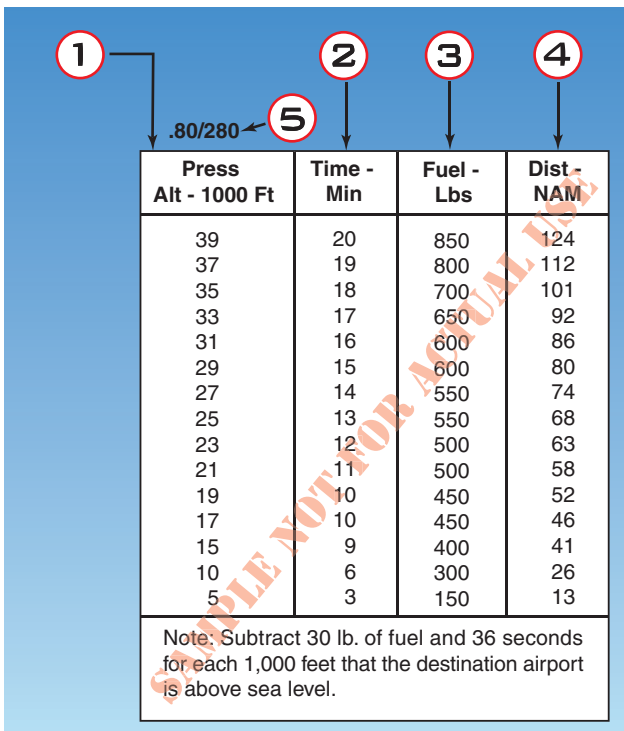 1 2 3 4
.80/280 5
Press Alt - 1000 Ft Time - Min Fuel - Lbs Dist - NAM
39 20 850 124
37 19 800 112
35 18 700 101
33 17 650 92
31 16 600 86
29 15 600 80
27 14 550 74
25 13 550 68
23 12 500 63
21 11 500 58
19 10 450 52
17 10 450 46
15 9 400 41
10 6 300 26
5 3 150 13
Note: Subtract 30 lb. of fuel and 36 seconds
for each 1,000 feet that the destination airport
is above sea level.
SAMPLE NOT FOR ACTUAL USE